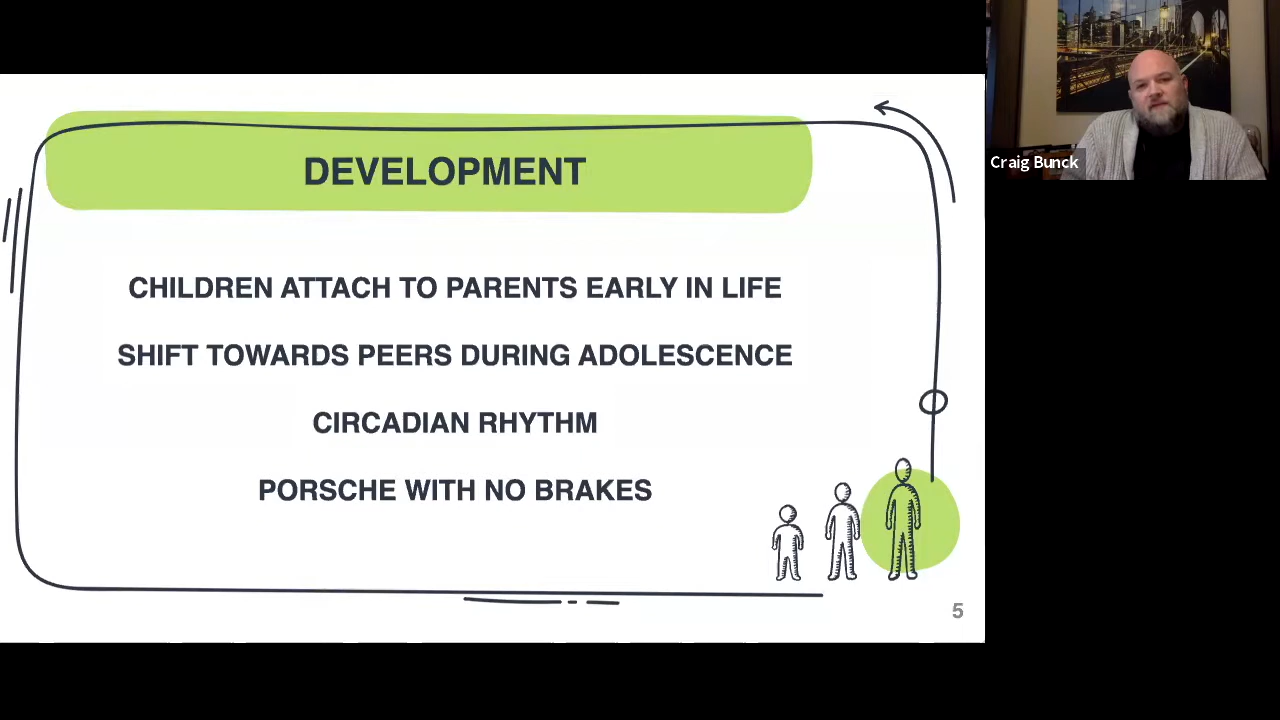 DEVELOPMENT
CHILDREN ATTACH TO PARENTS EARLY IN LIFE
SHIFT TOWARDS PEERS DURING ADOLESCENCE
CIRCADIAN RHYTHM
PORSCHE WITH NO BRAKES
5
Craig Bunck